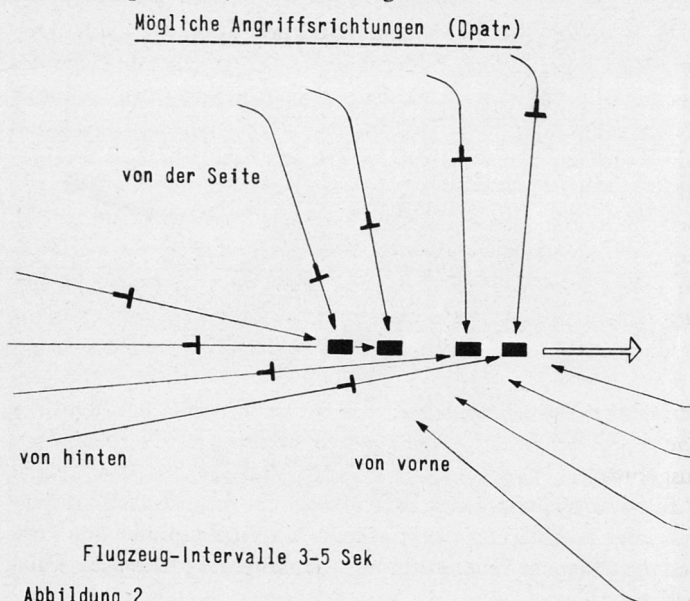 Mögliche Angriffsrichtungen (Dpatr)
von der Seite
von hinten
von vorne
Flugzeug-Intervalle 3-5 Sek
Abbildung 2